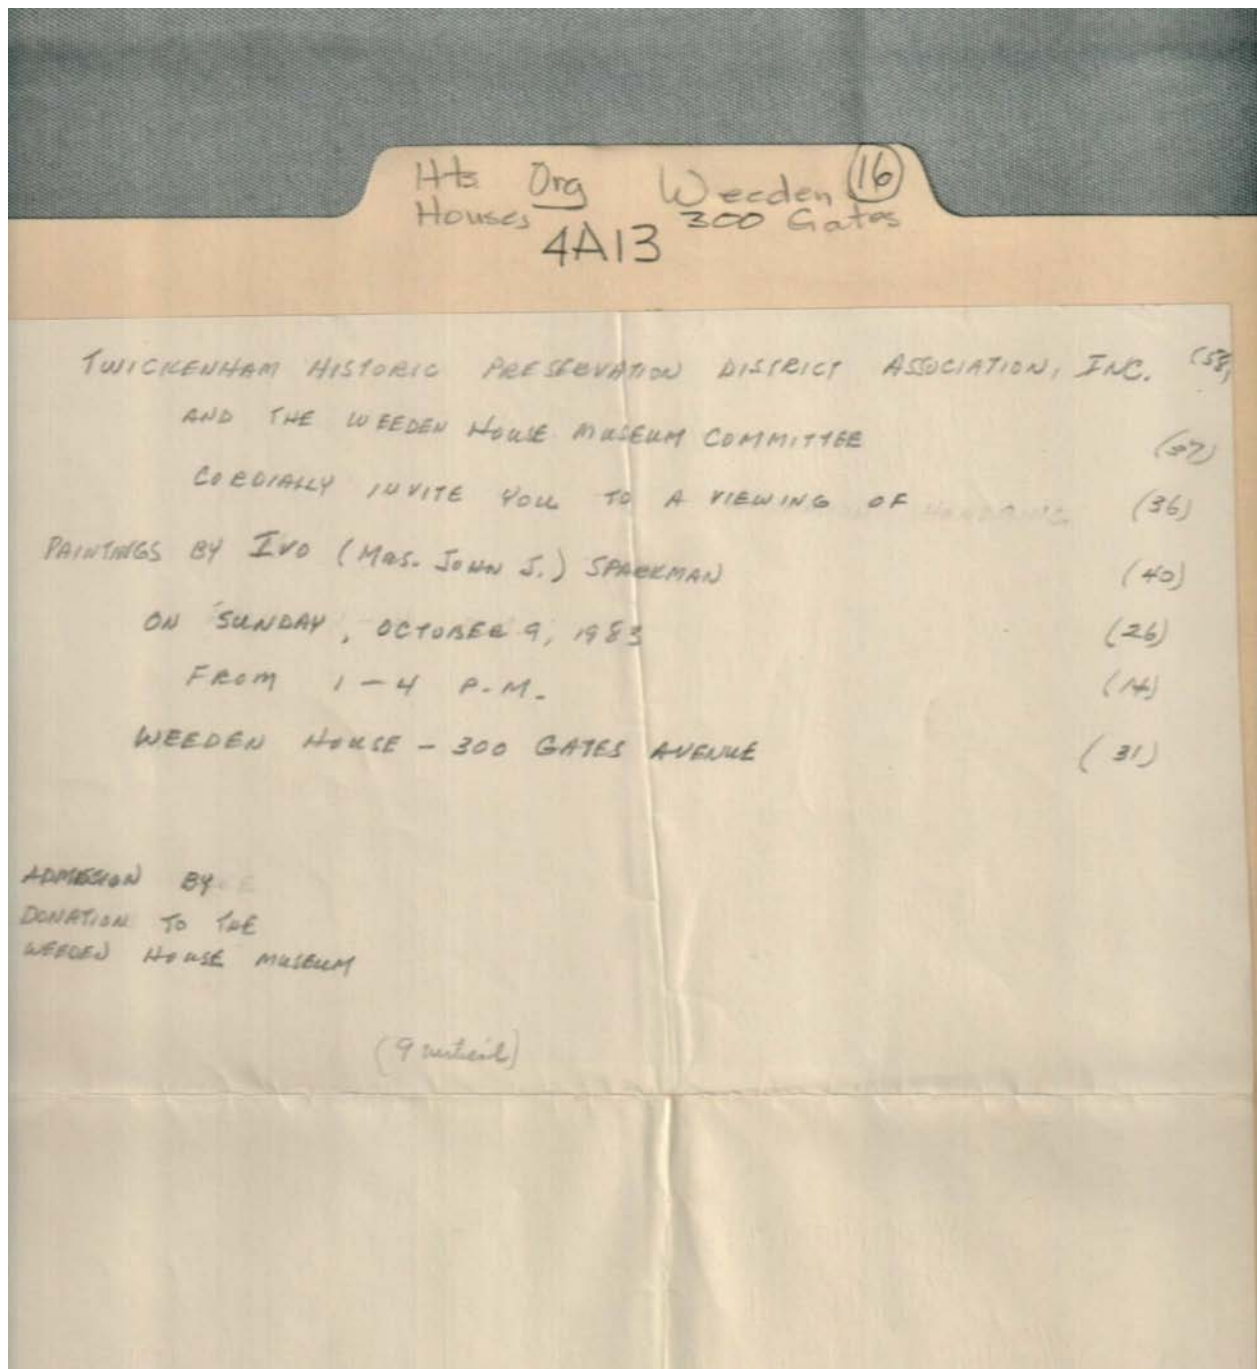 Hts Org Weeden (16)
Houses 300 Gates
4A13
TWICKENHAM HISTORIC PRESERVATION DISTRICT ASSOCIATION, INC. (58)
AND THE WEEDEN HOUSE MUSEUM COMMITTEE (37)
CORDIALLY INVITE YOU TO A VIEWING OF (36)
PAINTINGS BY IVO (MRS. JOHN J.) SPARKMAN (40)
ON SUNDAY, OCTOBER 9, 1983 (26)
FROM 1-4 P.M. (14)
WEEDEN HOUSE - 300 GATES AVENUE (31)
ADMISSION BY
DONATION TO THE
WEEDEN HOUSE MUSEUM
(9